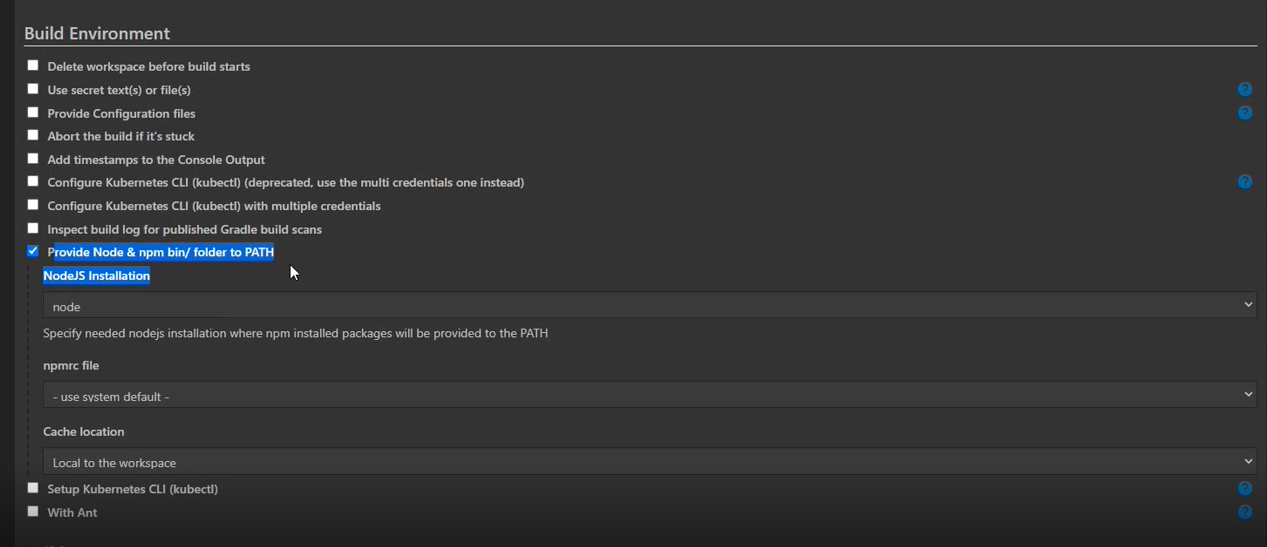 Build Environment
Delete workspace before build starts
Use secret text(s) or file(s)
?
Provide Configuration files
?
Abort the build if it's stuck
Add timestamps to the Console Output
Configure Kubernetes CLI (kubectl) (deprecated, use the multi credentials one instead)
?
Configure Kubernetes CLI (kubectl) with multiple credentials
Inspect build log for published Gradle build scans
Provide Node & npm bin/ folder to PATH
NodeJS Installation
node
Specify needed nodejs installation where npm installed packages will be provided to the PATH
npmrc file
- use system default -
Cache location
Local to the workspace
Setup Kubernetes CLI (kubectl)
?
With Ant
?